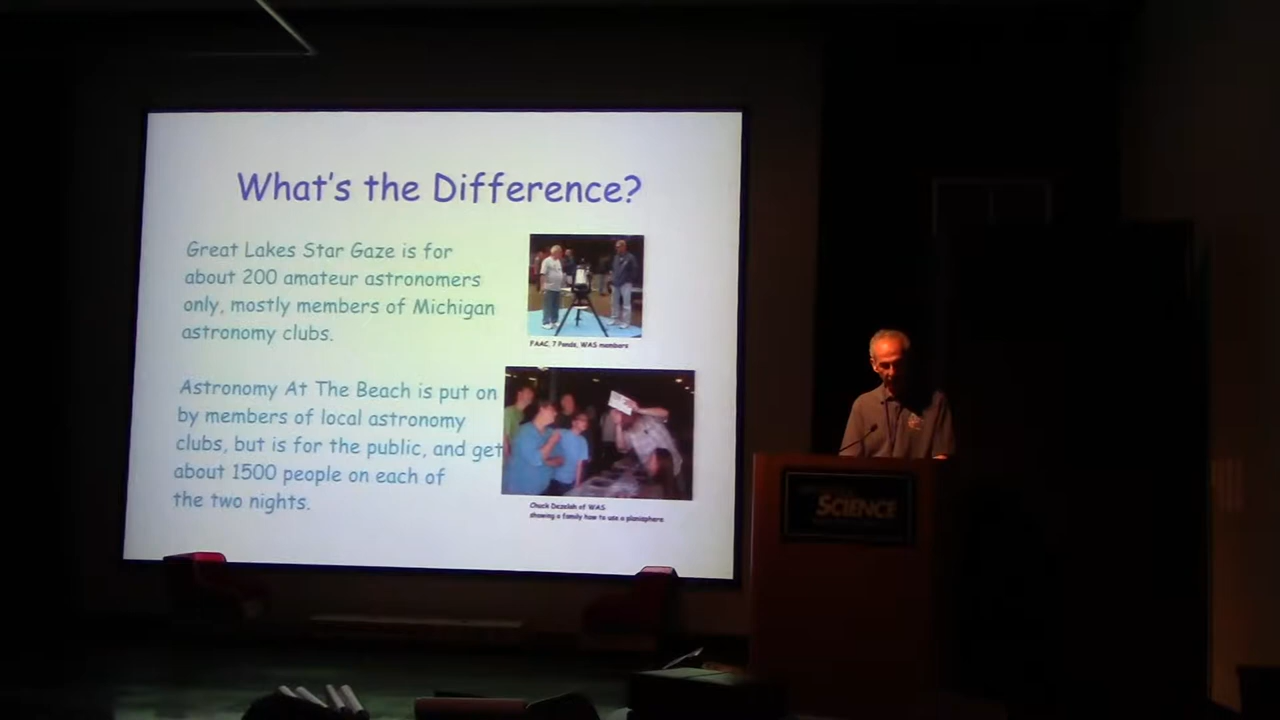 What's the Difference?
Great Lakes Star Gaze is for
about 200 amateur astronomers
only, mostly members of Michigan
astronomy clubs.
FAAC, 7 Ponds, WAS members
Astronomy At The Beach is put on
by members of local astronomy
clubs, but is for the public, and get
about 1500 people on each of
the two nights.
Chuck Dezelah of WAS
showing a family how to use a planisphere
SCIENCE